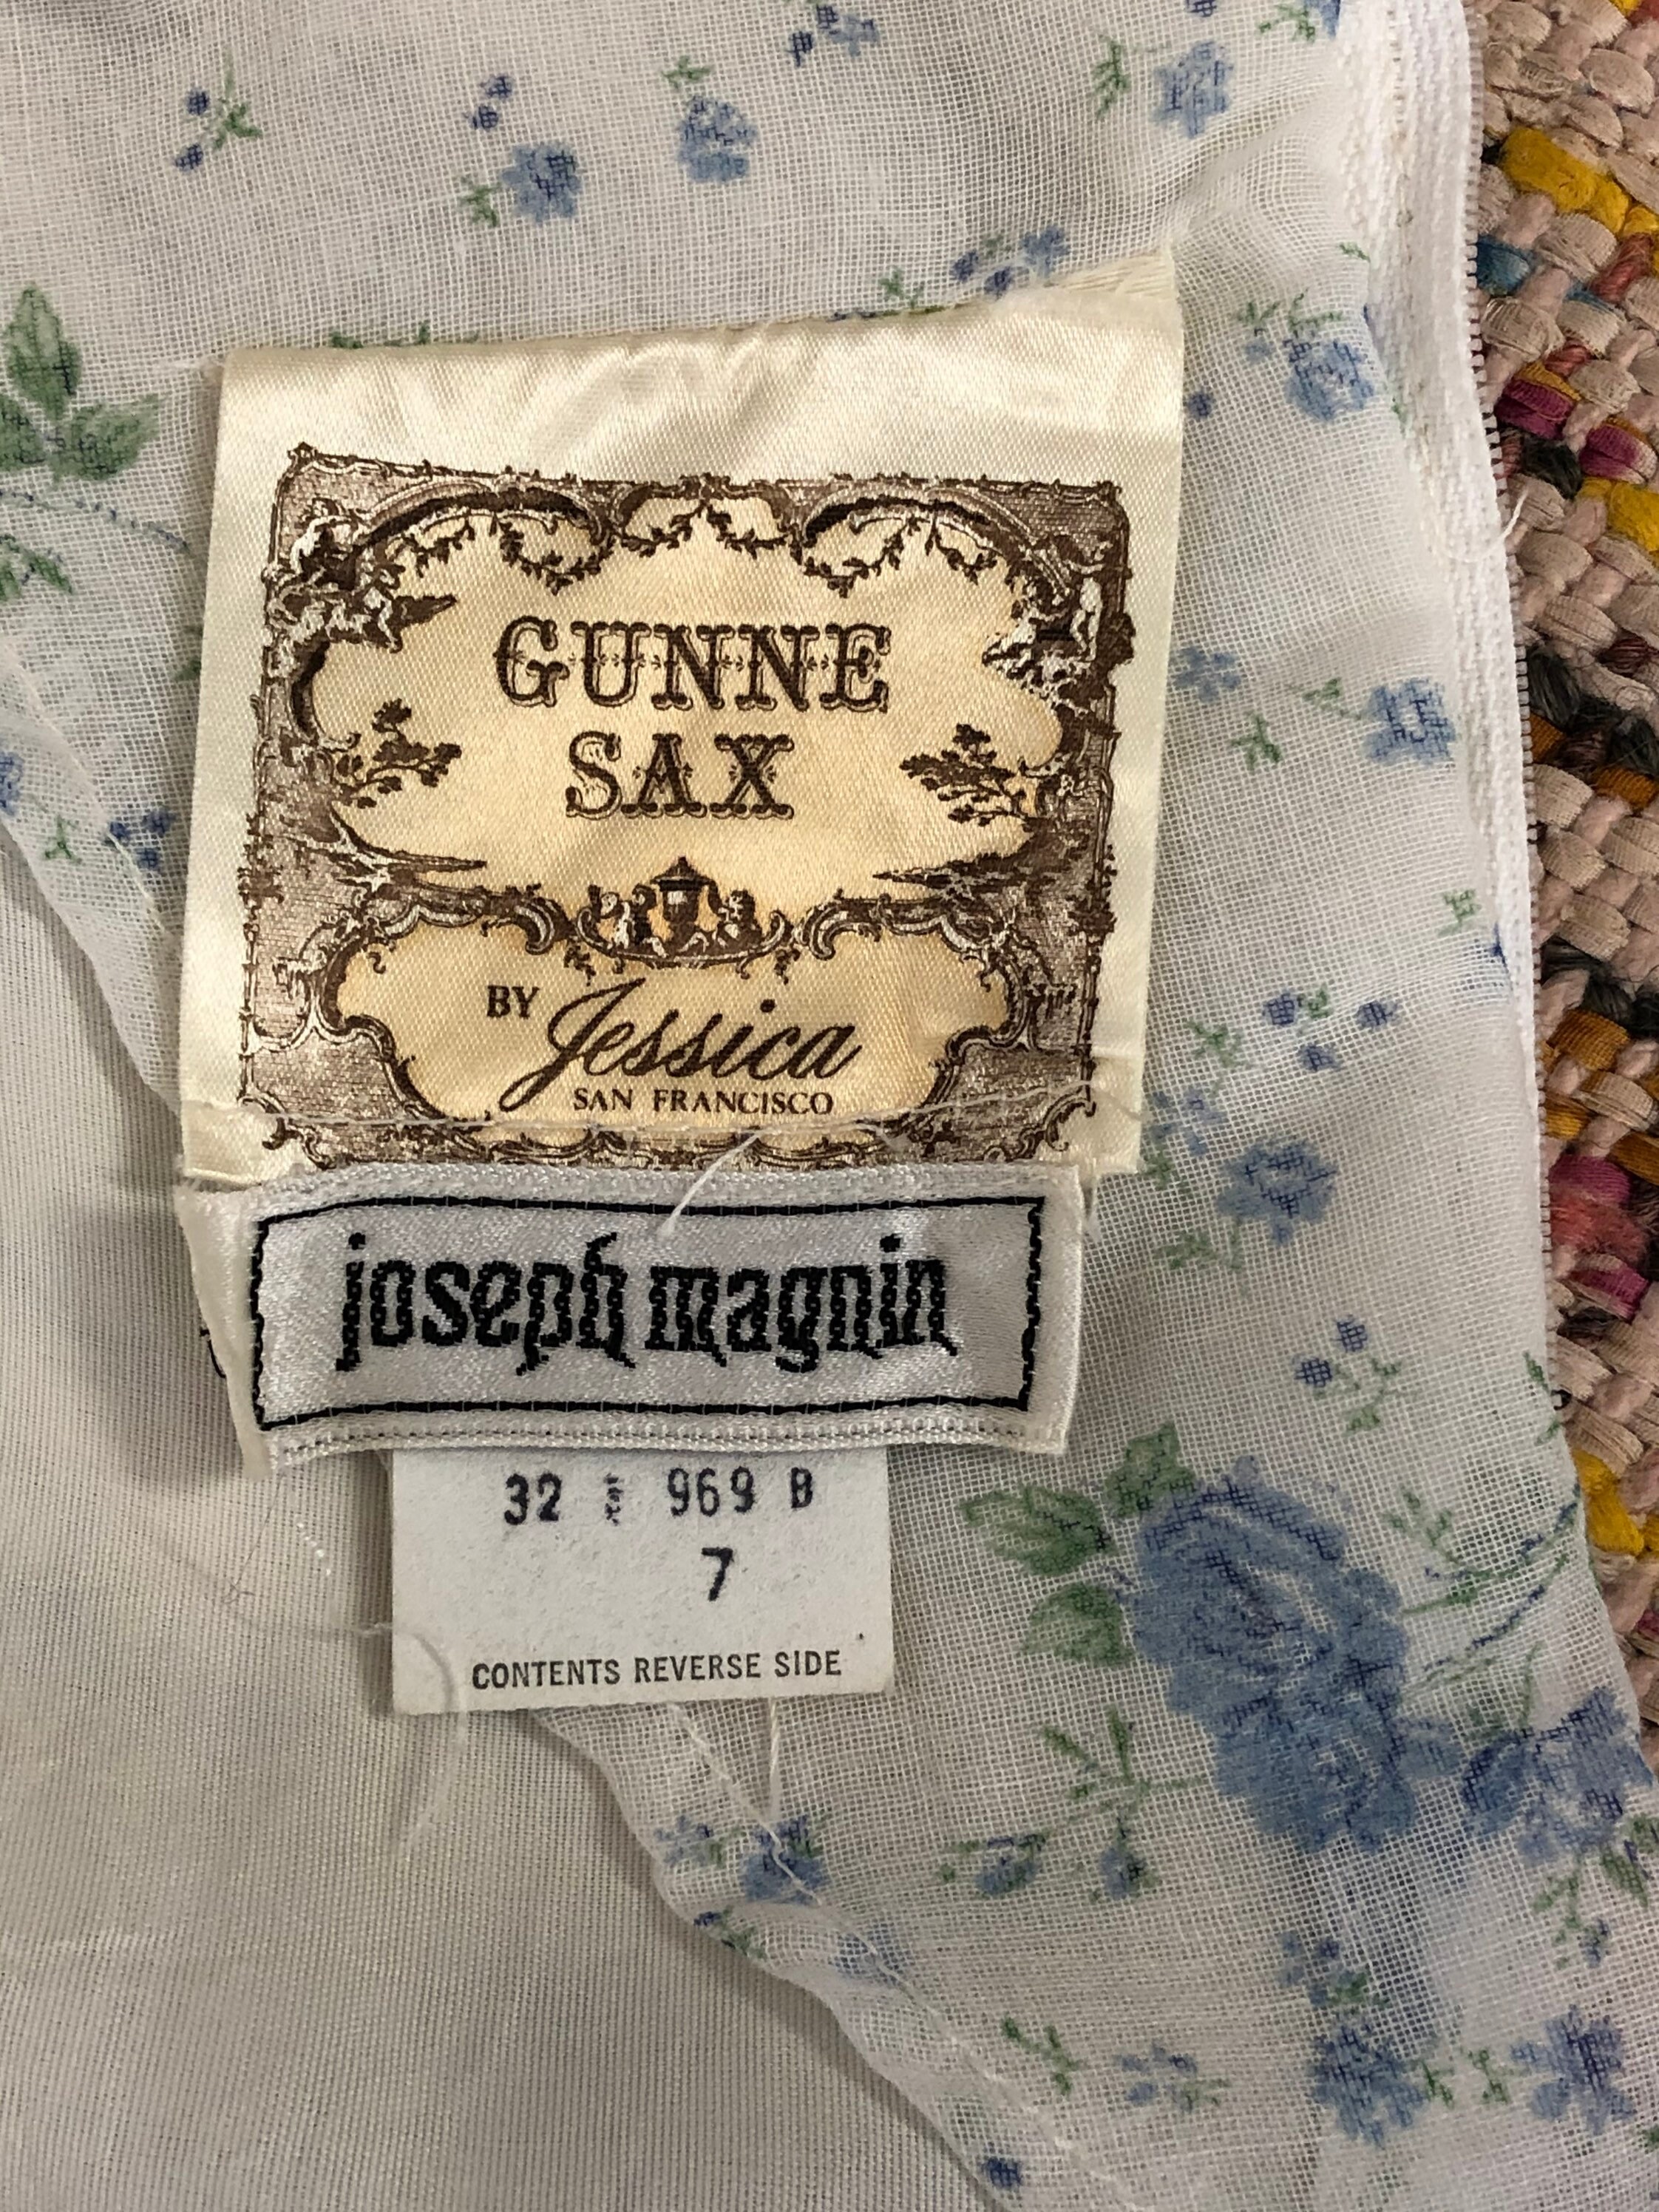 GUNNE
SAX
BY Jessica
SAN FRANCISCO
joseph magnin
32 969 B
7
CONTENTS REVERSE SIDE